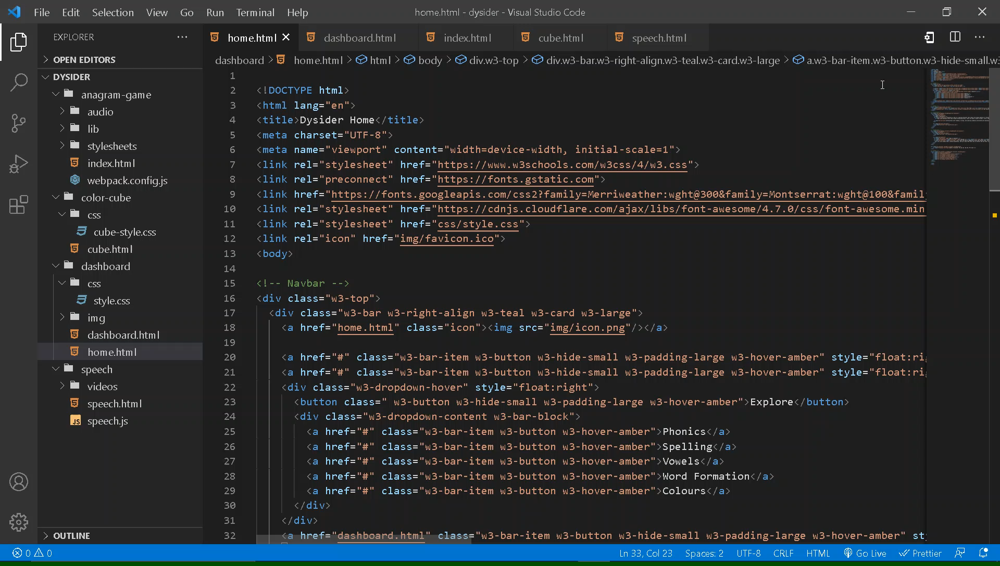 File Edit Selection View Go Run Terminal Help
home.html - dysider - Visual Studio Code
EXPLORER
OPEN EDITORS
DYSIDER
anagram-game
audio
lib
stylesheets
index.html
webpack.config.js
color-cube
css
cube-style.css
cube.html
dashboard
css
style.css
img
dashboard.html
home.html
speech
videos
speech.html
speech.js
OUTLINE
home.html dashboard.html index.html cube.html speech.html
dashboard > home.html > html > body > div.w3-top > div.w3-bar.w3-right-align.w3-teal.w3-card.w3-large > a.w3-bar-item.w3-button.w3-hide-small.w3
1
2 <!DOCTYPE html>
3 <html lang="en">
4 <title>Dysider Home</title>
5 <meta charset="UTF-8">
6 <meta name="viewport" content="width=device-width, initial-scale=1">
7 <link rel="stylesheet" href="https://www.w3schools.com/w3css/4/w3.css">
8 <link rel="preconnect" href="https://fonts.gstatic.com">
9 <link href="https://fonts.googleapis.com/css2?family=Merriweather:wght@300&family=Montserrat:wght@100&famil
10 <link rel="stylesheet" href="https://cdnjs.cloudflare.com/ajax/libs/font-awesome/4.7.0/css/font-awesome.min
11 <link rel="stylesheet" href="css/style.css">
12 <link rel="icon" href="img/favicon.ico">
13 <body>
14
15 <!-- Navbar -->
16 <div class="w3-top">
17 <div class="w3-bar w3-right-align w3-teal w3-card w3-large">
18 <a href="home.html" class="icon"><img src="img/icon.png"/></a>
19
20 <a href="#" class="w3-bar-item w3-button w3-hide-small w3-padding-large w3-hover-amber" style="float:ri
21 <a href="#" class="w3-bar-item w3-button w3-hide-small w3-padding-large w3-hover-amber" style="float:ri
22 <div class="w3-dropdown-hover" style="float:right">
23 <button class=" w3-button w3-hide-small w3-padding-large w3-hover-amber">Explore</button>
24 <div class="w3-dropdown-content w3-bar-block">
25 <a href="#" class="w3-bar-item w3-button w3-hover-amber">Phonics</a>
26 <a href="#" class="w3-bar-item w3-button w3-hover-amber">Spelling</a>
27 <a href="#" class="w3-bar-item w3-button w3-hover-amber">Vowels</a>
28 <a href="#" class="w3-bar-item w3-button w3-hover-amber">Word Formation</a>
29 <a href="#" class="w3-bar-item w3-button w3-hover-amber">Colours</a>
30 </div>
31 </div>
32 <a href="dashboard.html" class="w3-bar-item w3-button w3-hide-small w3-padding-large w3-hover-amber" st
0 0 Ln 33, Col 23 Spaces: 2 UTF-8 CRLF HTML Go Live Prettier